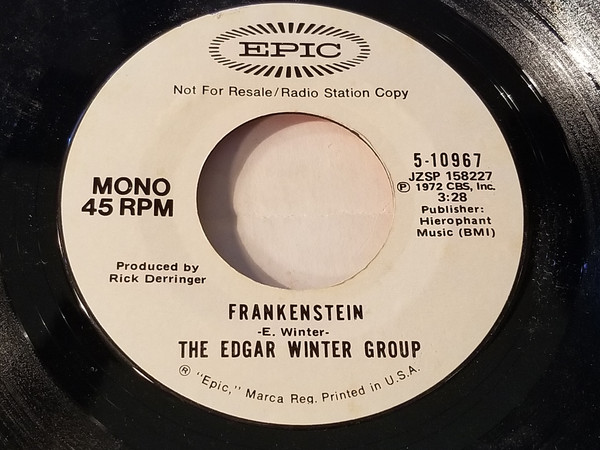 EPIC
Not For Resale/Radio Station Copy
MONO
45 RPM
5-10967
JZSP 158227
Ⓟ 1972 CBS, Inc.
3:28
Publisher:
Hierophant
Music (BMI)
Produced by
Rick Derringer
FRANKENSTEIN
-E. Winter-
THE EDGAR WINTER GROUP
® "Epic," Marca Reg. Printed in U.S.A.